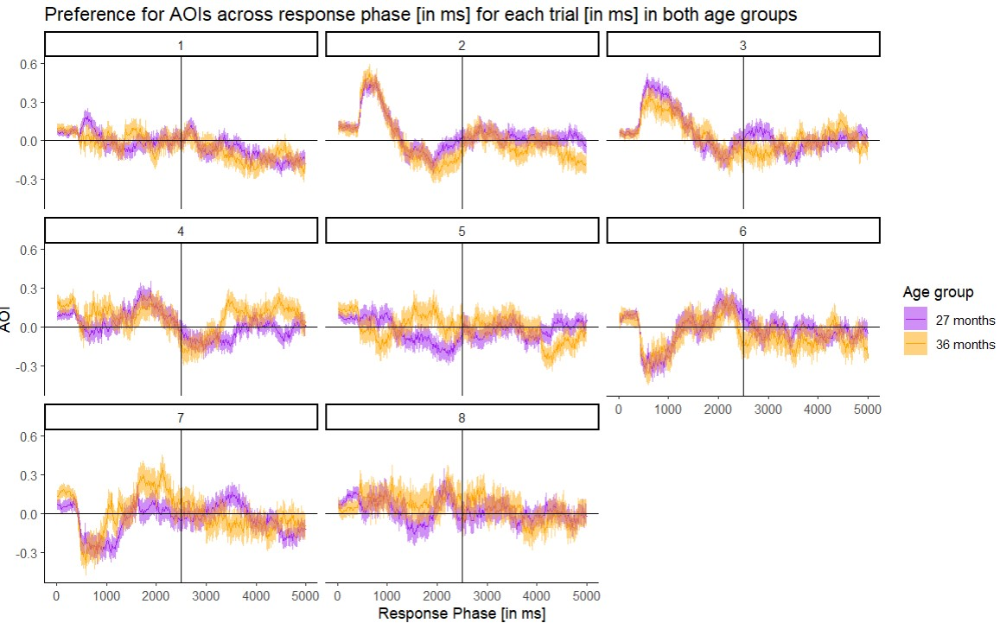 Preference for AOIs across response phase [in ms] for each trial [in ms] in both age groups
1
2
3
0.6
0.3
0.0
-0.3
4
5
6
0.6
0.3
0.0
-0.3
AOI
0 1000 2000 3000 4000 5000
7
8
0.6
0.3
0.0
-0.3
0 1000 2000 3000 4000 5000
0 1000 2000 3000 4000 5000
Response Phase [in ms]
Age group
27 months
36 months